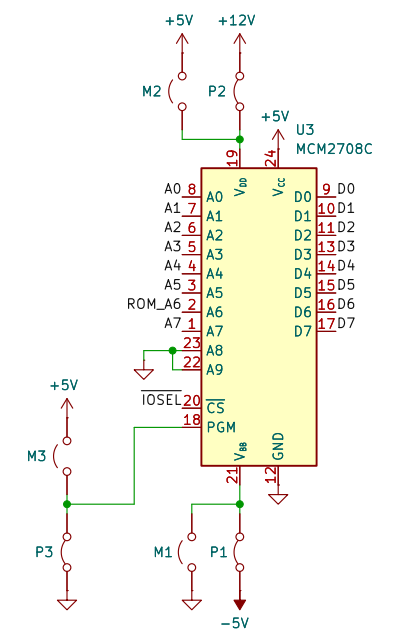 +5V +12V
M2 P2
+5V
U3
MCM2708C
19 24
VDD VCC
A0 8 A0 D0 9 D0
A1 7 A1 D1 10 D1
A2 6 A2 D2 11 D2
A3 5 A3 D3 13 D3
A4 4 A4 D4 14 D4
A5 3 A5 D5 15 D5
ROM_A6 2 A6 D6 16 D6
A7 1 A7 D7 17 D7
23 A8
22 A9
IOSEL 20 CS
+5V
18 PGM
M3
VBB GND
21 12
P3 M1 P1
-5V